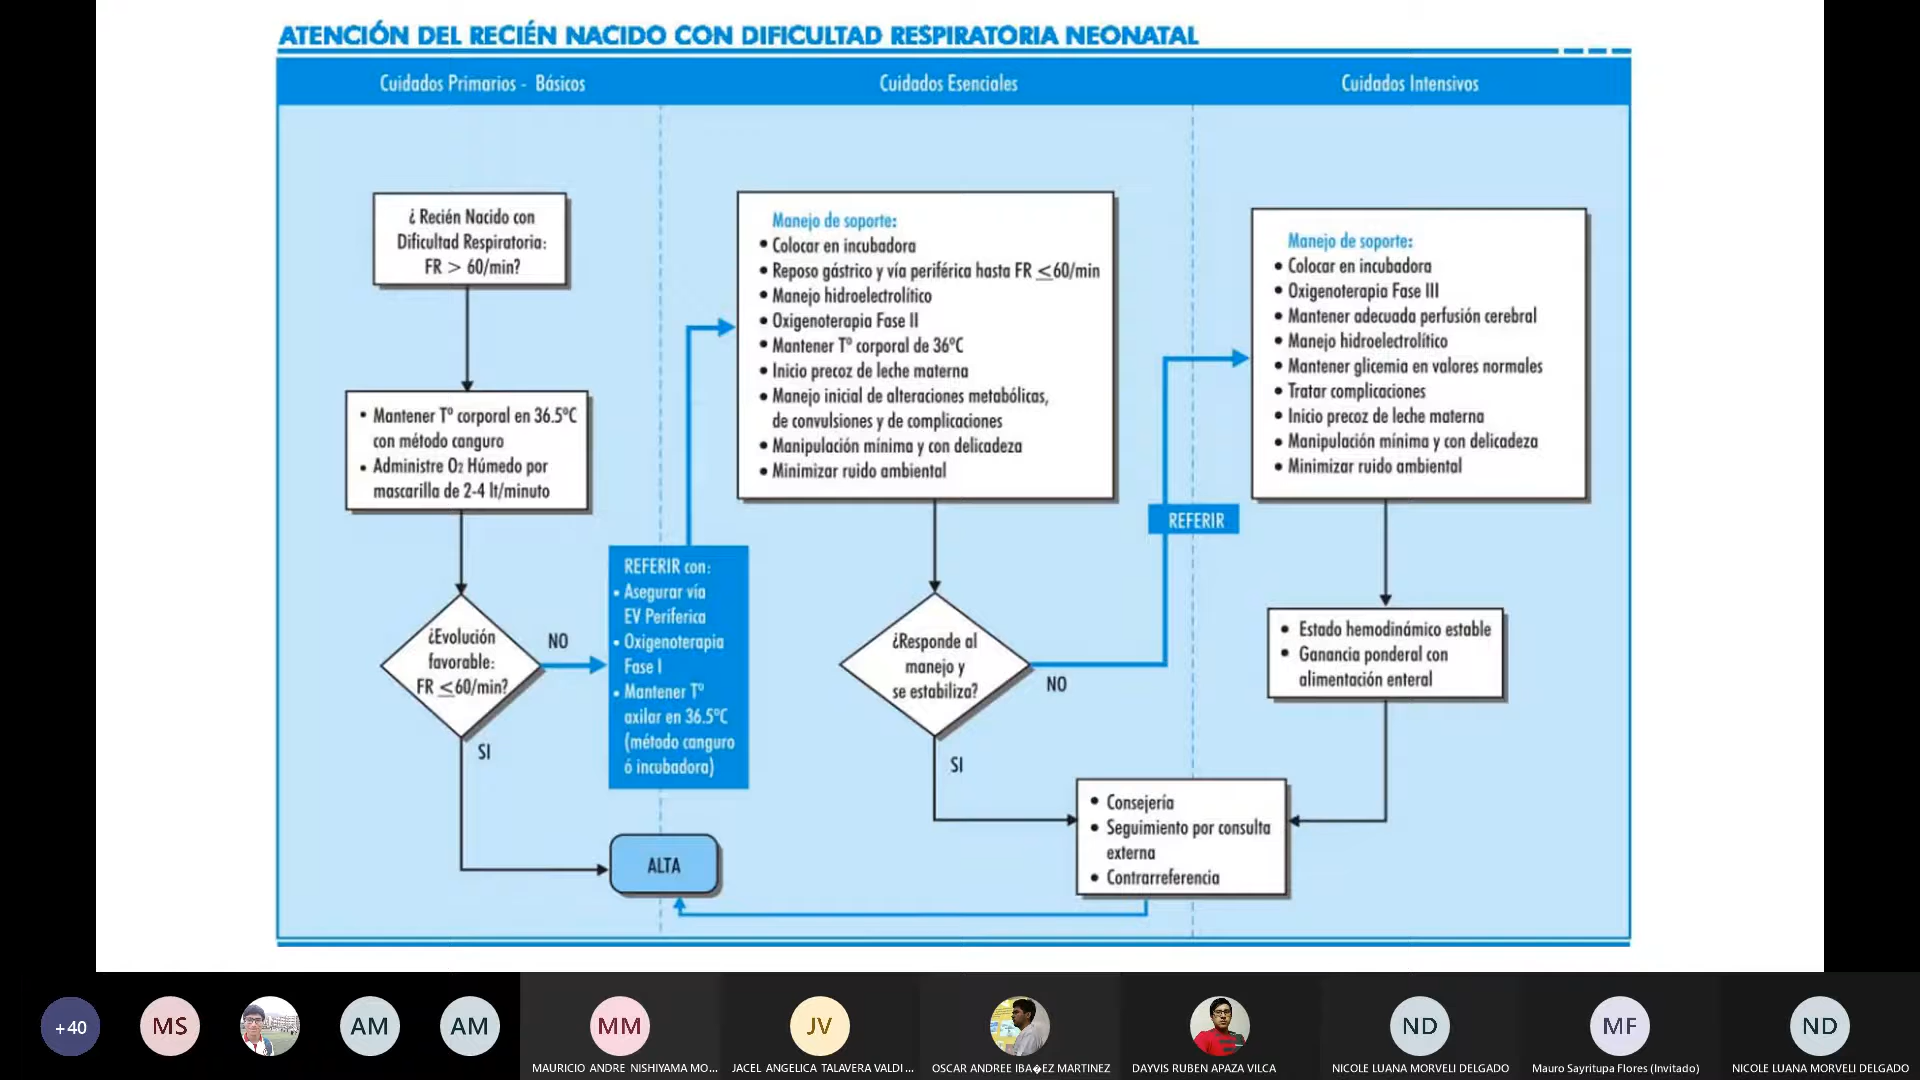 ATENCIÓN DEL RECIÉN NACIDO CON DIFICULTAD RESPIRATORIA NEONATAL
Cuidados Primarios - Básicos
Cuidados Esenciales
Cuidados Intensivos
¿ Recién Nacido con
Dificultad Respiratoria:
FR > 60/min?
• Mantener Tº corporal en 36.5ºC
con método canguro
• Administre O2 Húmedo por
mascarilla de 2-4 lt/minuto
¿Evolución
favorable:
FR ≤60/min?
NO
SI
REFERIR con:
• Asegurar vía
EV Periferica
• Oxigenoterapia
Fase I
• Mantener Tº
axilar en 36.5ºC
(método canguro
ó incubadora)
ALTA
Manejo de soporte:
• Colocar en incubadora
• Reposo gástrico y vía periférica hasta FR ≤60/min
• Manejo hidroelectrolítico
• Oxigenoterapia Fase II
• Mantener Tº corporal de 36ºC
• Inicio precoz de leche materna
• Manejo inicial de alteraciones metabólicas,
de convulsiones y de complicaciones
• Manipulación mínima y con delicadeza
• Minimizar ruido ambiental
¿Responde al
manejo y
se estabiliza?
NO
SI
REFERIR
Manejo de soporte:
• Colocar en incubadora
• Oxigenoterapia Fase III
• Mantener adecuada perfusión cerebral
• Manejo hidroelectrolítico
• Mantener glicemia en valores normales
• Tratar complicaciones
• Inicio precoz de leche materna
• Manipulación mínima y con delicadeza
• Minimizar ruido ambiental
• Estado hemodinámico estable
• Ganancia ponderal con
alimentación enteral
• Consejería
• Seguimiento por consulta
externa
• Contrarreferencia
+40
MS
AM
AM
MM
JV
ND
MF
ND
MAURICIO ANDRE NISHIYAMA MO...
JACEL ANGELICA TALAVERA VALDI...
OSCAR ANDREE IBA�EZ MARTINEZ
DAYVIS RUBEN APAZA VILCA
NICOLE LUANA MORVELI DELGADO
Mauro Sayritupa Flores (Invitado)
NICOLE LUANA MORVELI DELGADO